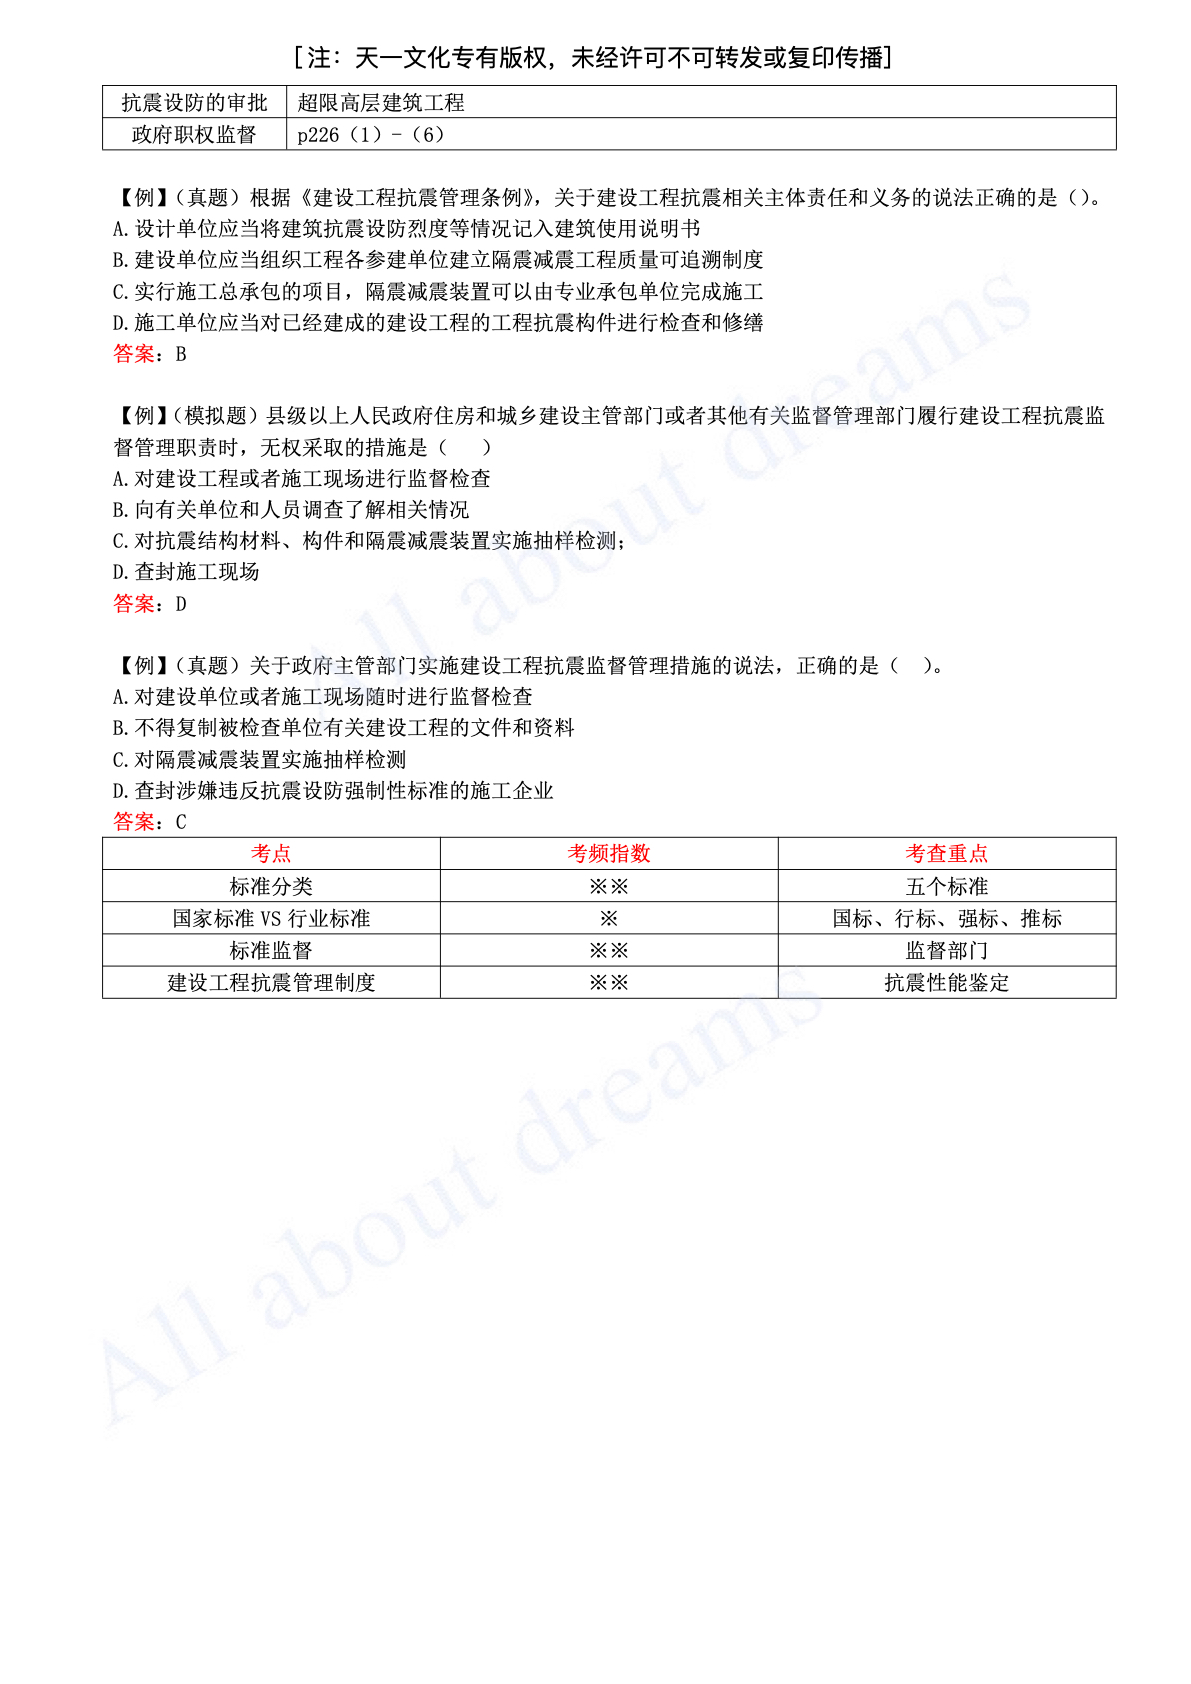 [注：天一文化专有版权，未经许可不可转发或复印传播]
抗震设防的审批 超限高层建筑工程
政府职权监督 p226（1）-（6）
【例】（真题）根据《建设工程抗震管理条例》，关于建设工程抗震相关主体责任和义务的说法正确的是（）。
A.设计单位应当将建筑抗震设防烈度等情况记入建筑使用说明书
B.建设单位应当组织工程各参建单位建立隔震减震工程质量可追溯制度
C.实行施工总承包的项目，隔震减震装置可以由专业承包单位完成施工
D.施工单位应当对已经建成的建设工程的工程抗震构件进行检查和修缮
答案：B
【例】（模拟题）县级以上人民政府住房和城乡建设主管部门或者其他有关监督管理部门履行建设工程抗震监
督管理职责时，无权采取的措施是（ ）
A.对建设工程或者施工现场进行监督检查
B.向有关单位和人员调查了解相关情况
C.对抗震结构材料、构件和隔震减震装置实施抽样检测；
D.查封施工现场
答案：D
【例】（真题）关于政府主管部门实施建设工程抗震监督管理措施的说法，正确的是（ ）。
A.对建设单位或者施工现场随时进行监督检查
B.不得复制被检查单位有关建设工程的文件和资料
C.对隔震减震装置实施抽样检测
D.查封涉嫌违反抗震设防强制性标准的施工企业
答案：C
考点 考频指数 考查重点
标准分类 ※※ 五个标准
国家标准 VS 行业标准 ※ 国标、行标、强标、推标
标准监督 ※※ 监督部门
建设工程抗震管理制度 ※※ 抗震性能鉴定
All about dreams
All about dreams